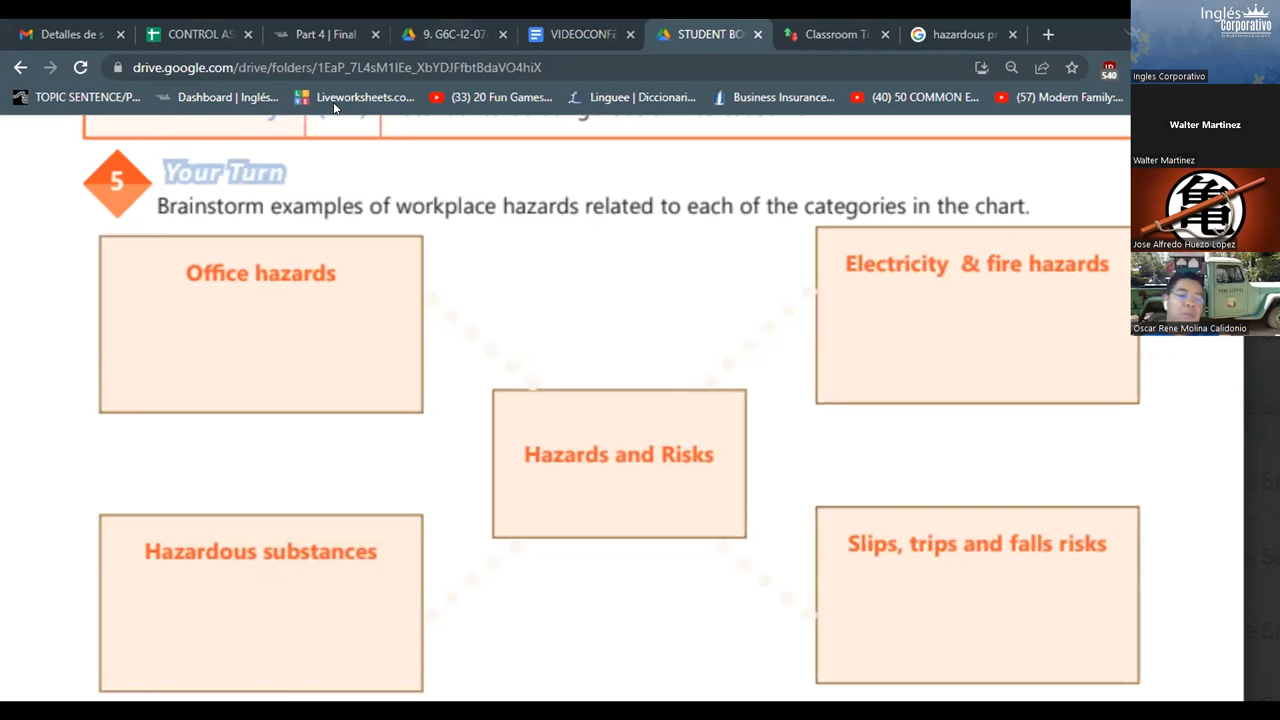 Detalles de s
CONTROL AS
Part 4 | Final
9. G6C-I2-07-
VIDEOCONFE
STUDENT BO
Classroom Ti
hazardous pr
drive.google.com/drive/folders/1EaP_7L4sM1IEe_XbYDJFfbtBdaVO4hiX
540
TOPIC SENTENCE/P...
Dashboard | Inglés...
Liveworksheets.co...
(33) 20 Fun Games...
Linguee | Diccionari...
Business Insurance...
(40) 50 COMMON E...
(57) Modern Family:...
Inglés
Corporativo
Ingles Corporativo
Walter Martinez
Walter Martinez
亀
Jose Alfredo Huezo Lopez
Oscar Rene Molina Calidonio
5
Your Turn
Brainstorm examples of workplace hazards related to each of the categories in the chart.
Office hazards
Electricity & fire hazards
Hazards and Risks
Hazardous substances
Slips, trips and falls risks